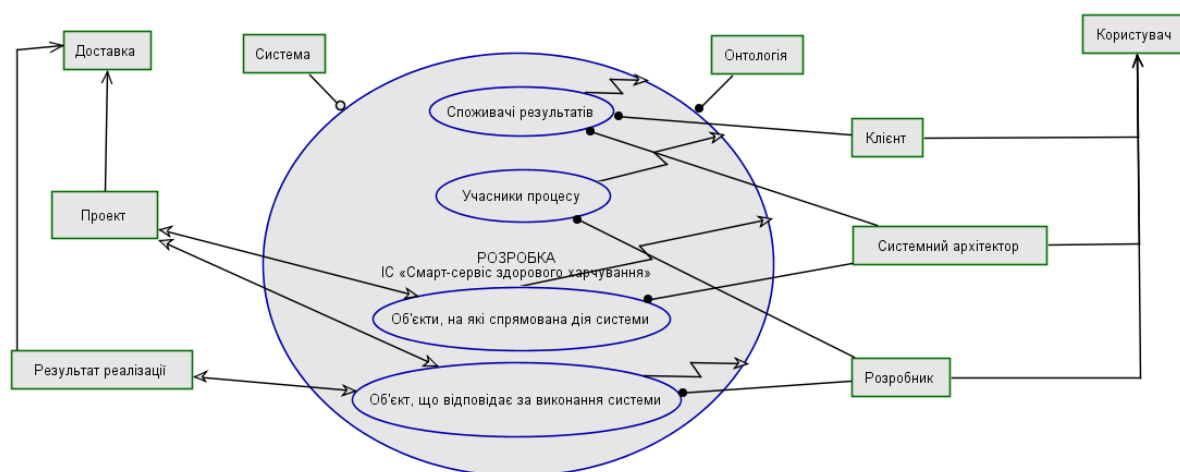 Доставка
Система
Онтологія
Користувач
Споживачі результатів
Клієнт
Учасники процесу
Проект
Системний архітектор
РОЗРОБКА
ІС «Смарт-сервіс здорового харчування»
Об'єкти, на які спрямована дія системи
Результат реалізації
Розробник
Об'єкт, що відповідає за виконання системи